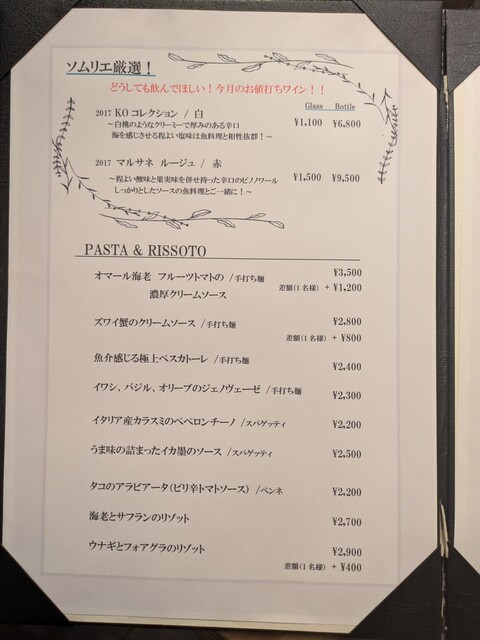 ソムリエ厳選！
どうしても飲んでほしい！今月のお値打ちワイン！！
Glass Bottle
2017 KO コレクション / 白 ¥1,100 ¥6,800
～白桃のようなクリーミーで厚みのある辛口
海を感じさせる程よい塩味は魚料理と相性抜群！～
2017 マルサネ ルージュ / 赤 ¥1,500 ¥9,500
～程よい酸味と果実味を併せ持った辛口のピノノワール
しっかりとしたソースの魚料理とご一緒に！～
PASTA & RISSOTO
オマール海老 フルーツトマトの /手打ち麺 ¥3,500
濃厚クリームソース 差額(1名様) + ¥1,200
ズワイ蟹のクリームソース /手打ち麺 ¥2,800
差額(1名様) + ¥800
魚介感じる極上ペスカトーレ /手打ち麺 ¥2,400
イワシ、バジル、オリーブのジェノヴェーゼ /手打ち麺 ¥2,300
イタリア産カラスミのペペロンチーノ /スパゲッティ ¥2,200
うま味の詰まったイカ墨のソース /スパゲッティ ¥2,500
タコのアラビアータ(ピリ辛トマトソース) /ペンネ ¥2,200
海老とサフランのリゾット ¥2,700
ウナギとフォアグラのリゾット ¥2,900
差額(1名様) + ¥400